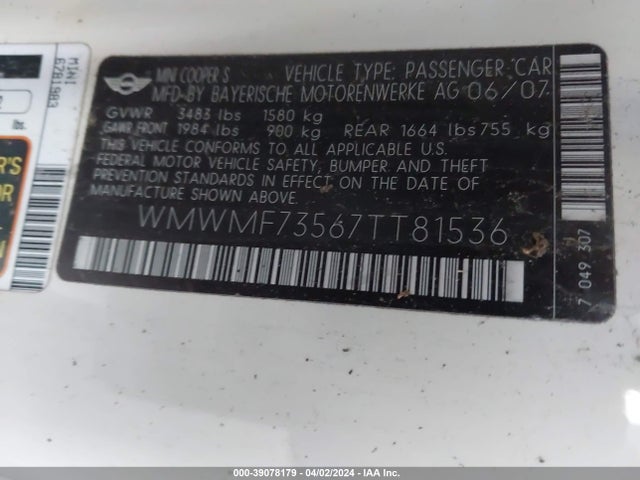 MINI COOPER S VEHICLE TYPE: PASSENGER CAR
MFD-BY BAYERISCHE MOTORENWERKE AG 06/07
GVWR 3483 lbs 1580 kg
GAWR FRONT 1984 lbs 900 kg REAR 1664 lbs 755 kg
THIS VEHICLE CONFORMS TO ALL APPLICABLE U.S.
FEDERAL MOTOR VEHICLE SAFETY, BUMPER AND THEFT
PREVENTION STANDARDS IN EFFECT ON THE DATE OF
MANUFACTURE SHOWN ABOVE.
WMWMF73567TT81536
7 049 307
MINI
6781963
lbs.
000-39078179 - 04/02/2024 - IAA Inc.